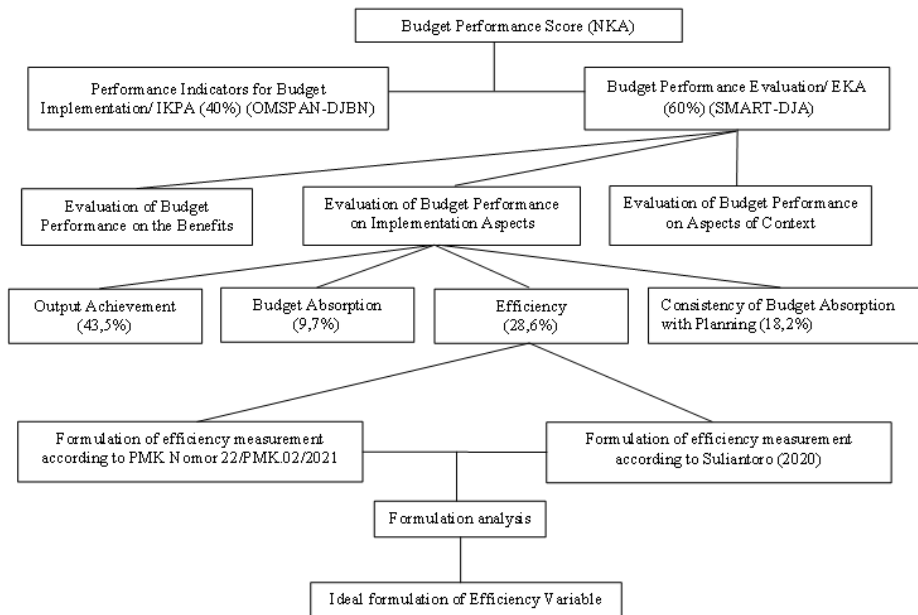 Budget Performance Score (NKA)
Performance Indicators for Budget
Implementation/ IKPA (40%) (OMSPAN-DJBN)
Budget Performance Evaluation/ EKA
(60%) (SMART-DJA)
Evaluation of Budget
Performance on the Benefits
Evaluation of Budget Performance
on Implementation Aspects
Evaluation of Budget Performance
on Aspects of Context
Output Achievement
(43,5%)
Budget Absorption
(9,7%)
Efficiency
(28,6%)
Consistency of Budget Absorption
with Planning (18,2%)
Formulation of efficiency measurement
according to PMK Nomor 22/PMK.02/2021
Formulation of efficiency measurement
according to Suliantoro (2020)
Formulation analysis
Ideal formulation of Efficiency Variable